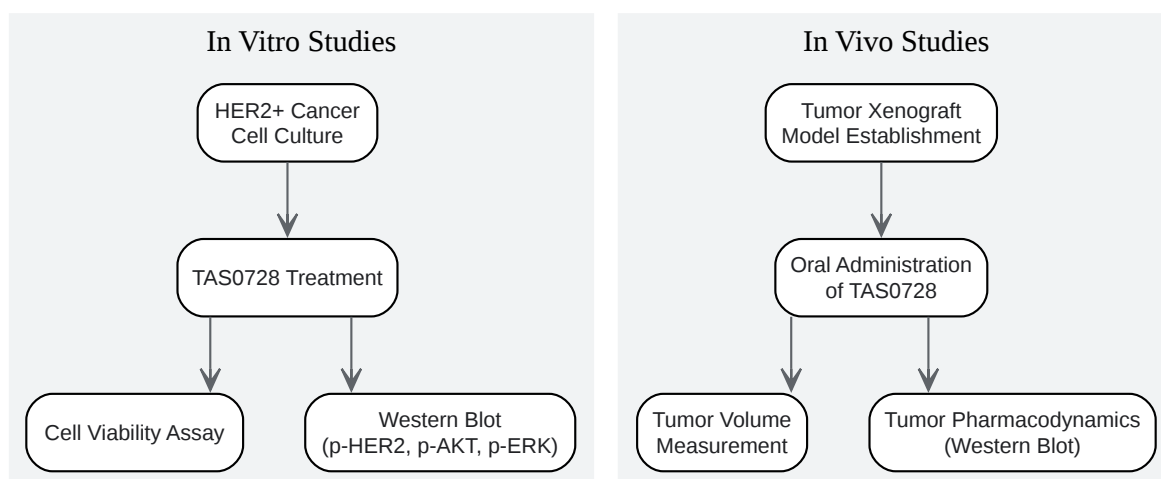 In Vitro Studies
HER2+ Cancer
Cell Culture
TAS0728 Treatment
Cell Viability Assay
Western Blot
(p-HER2, p-AKT, p-ERK)
In Vivo Studies
Tumor Xenograft
Model Establishment
Oral Administration
of TAS0728
Tumor Volume
Measurement
Tumor Pharmacodynamics
(Western Blot)